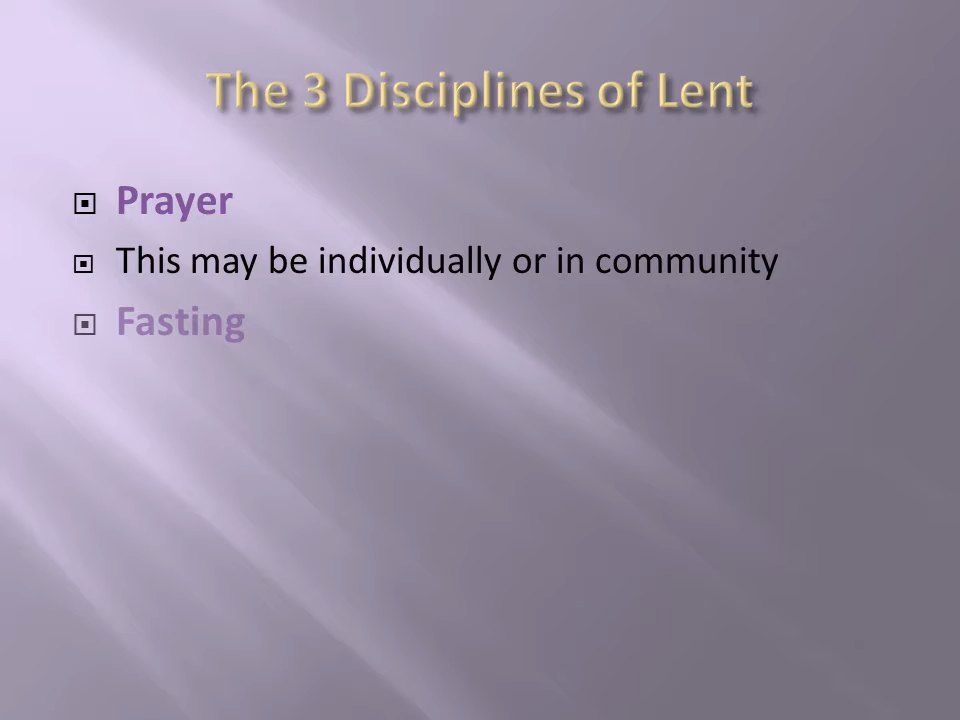 The 3 Disciplines of Lent
Prayer
This may be individually or in community
Fasting